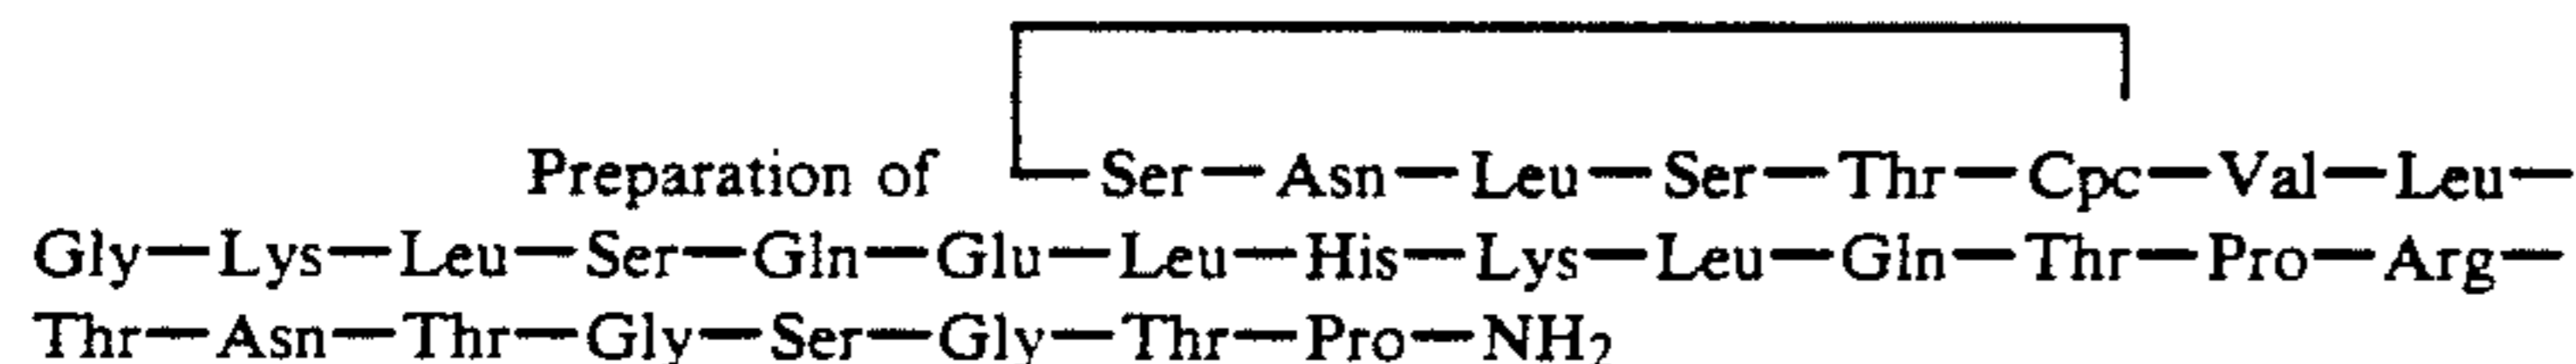 Preparation of Ser—Asn—Leu—Ser—Thr—Cpc—Val—Leu—
Gly—Lys—Leu—Ser—Gln—Glu—Leu—His—Lys—Leu—Gln—Thr—Pro—Arg—
Thr—Asn—Thr—Gly—Ser—Gly—Thr—Pro—NH₂